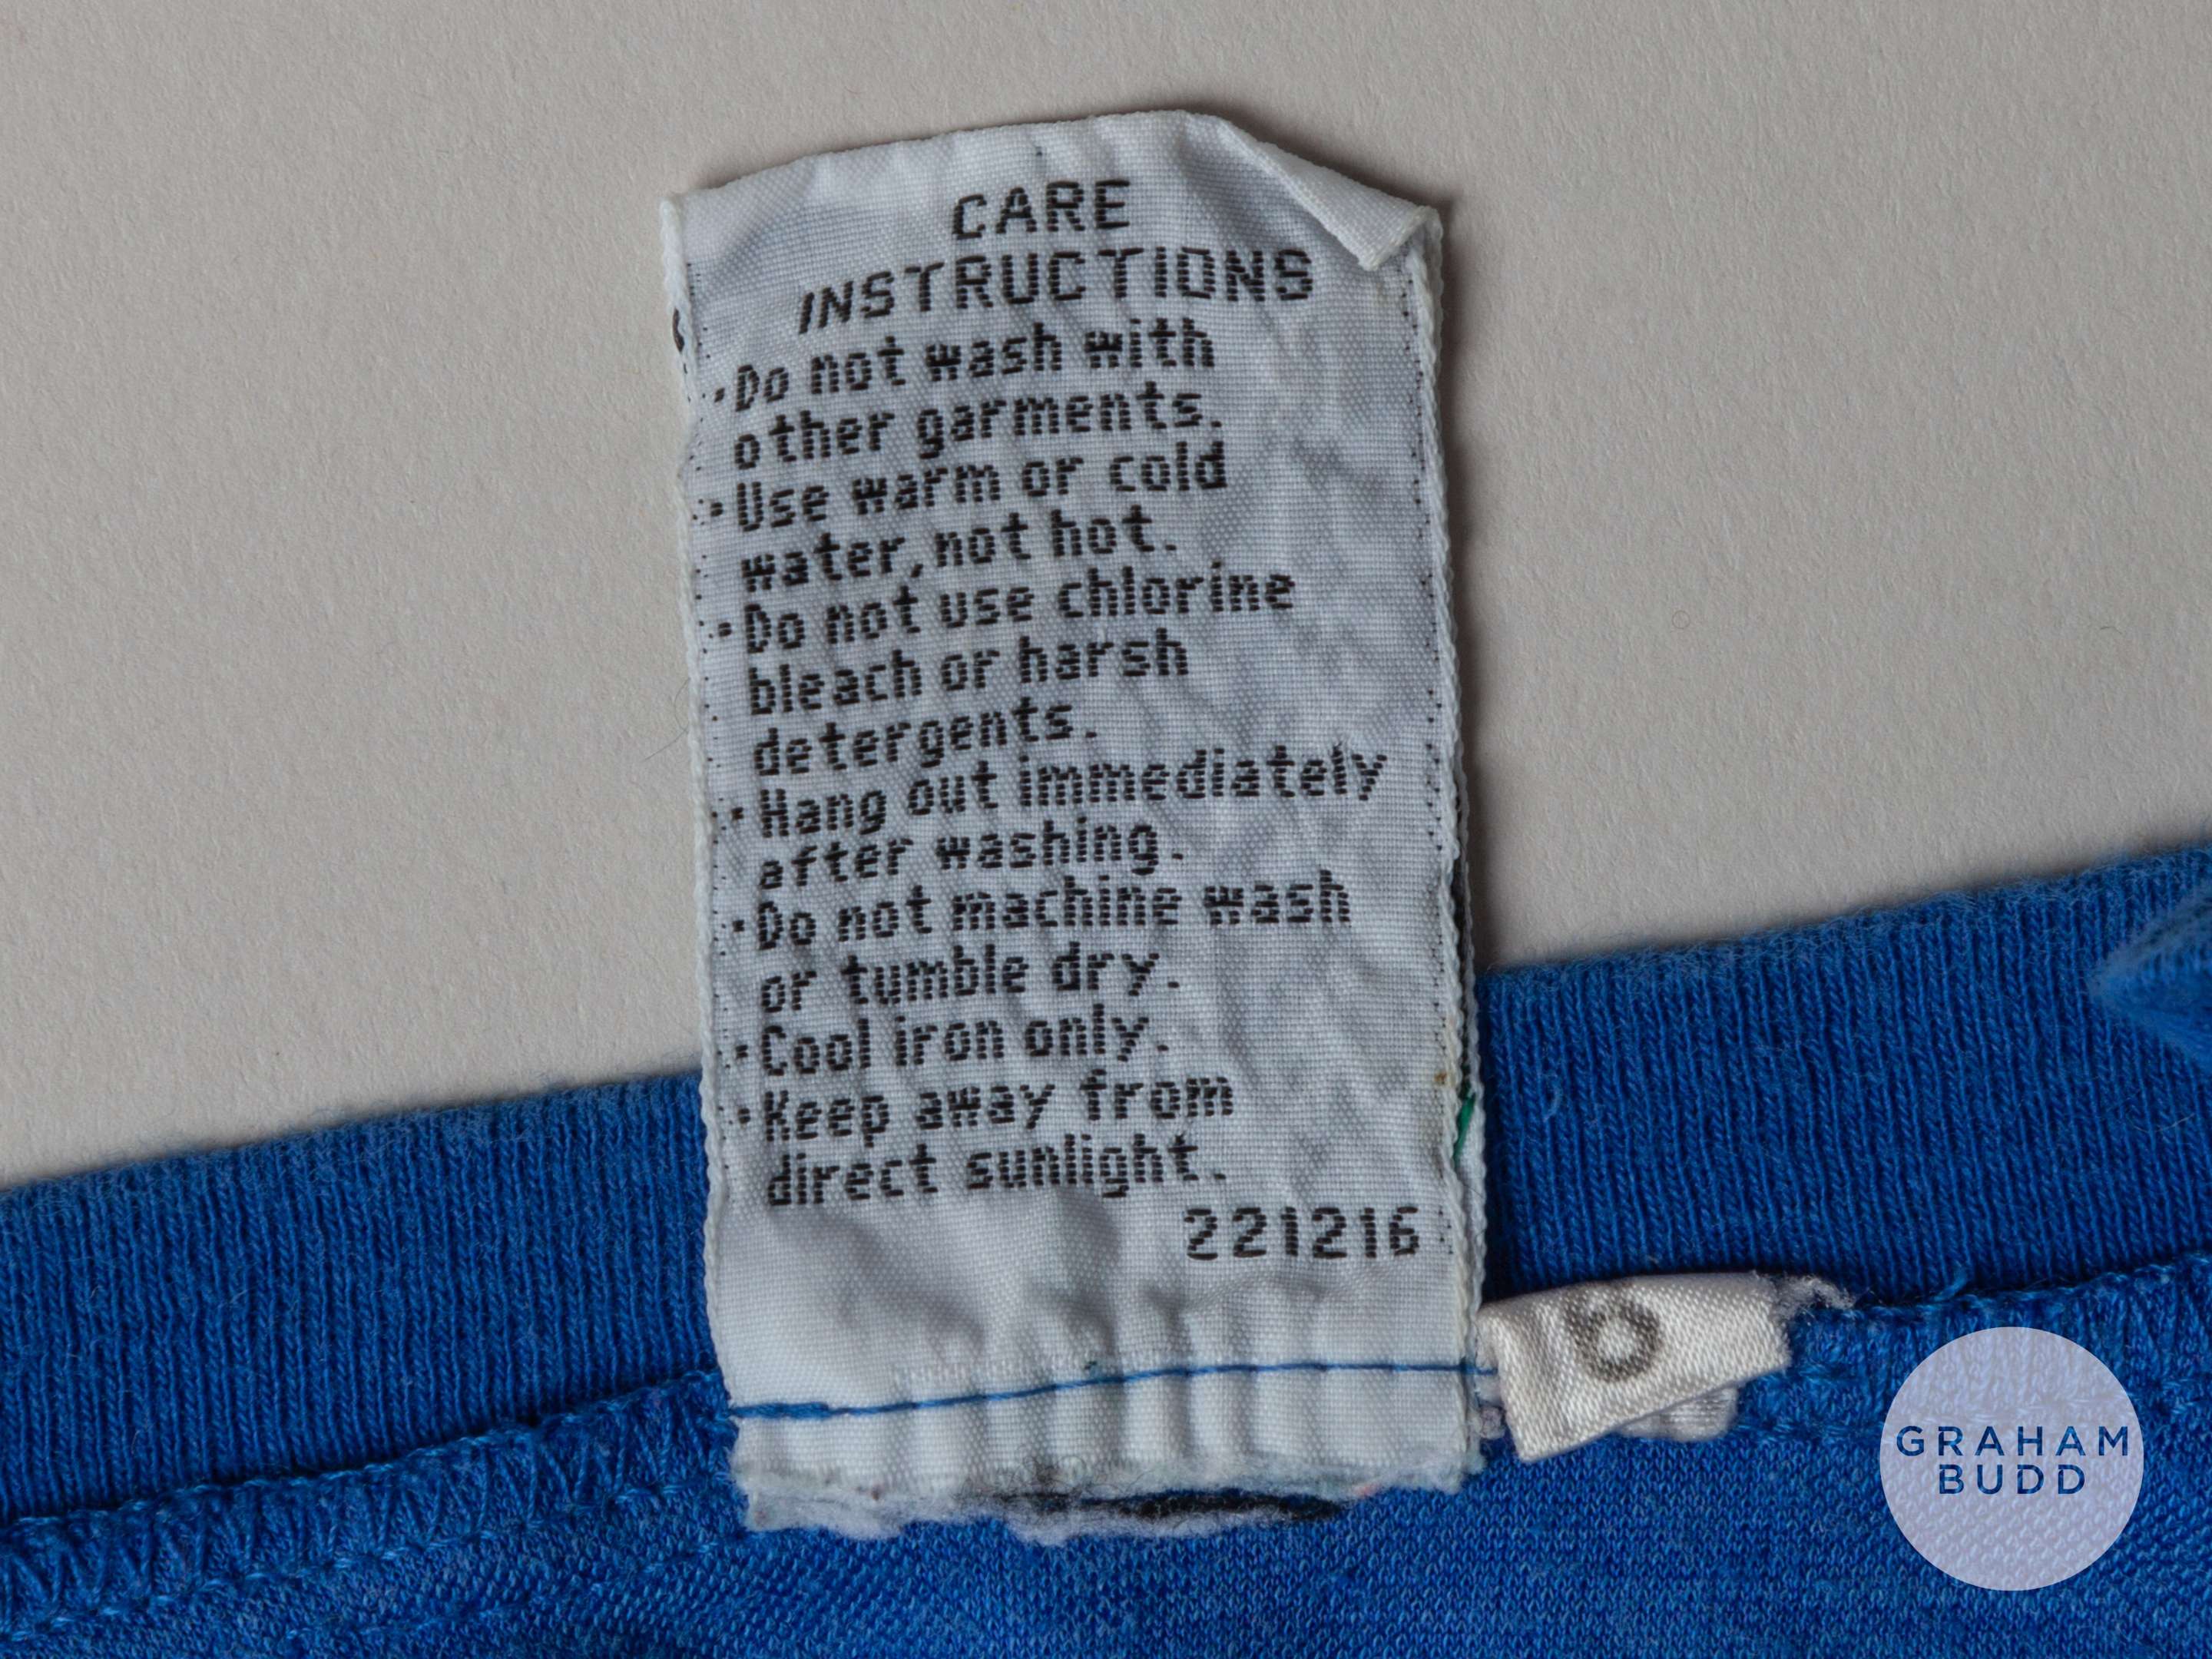 CARE
INSTRUCTIONS
·Do not wash with
other garments.
·Use warm or cold
water, not hot.
·Do not use chlorine
bleach or harsh
detergents.
·Hang out immediately
after washing.
·Do not machine wash
or tumble dry.
·Cool iron only.
·Keep away from
direct sunlight.
221216
6
GRAHAM
BUDD